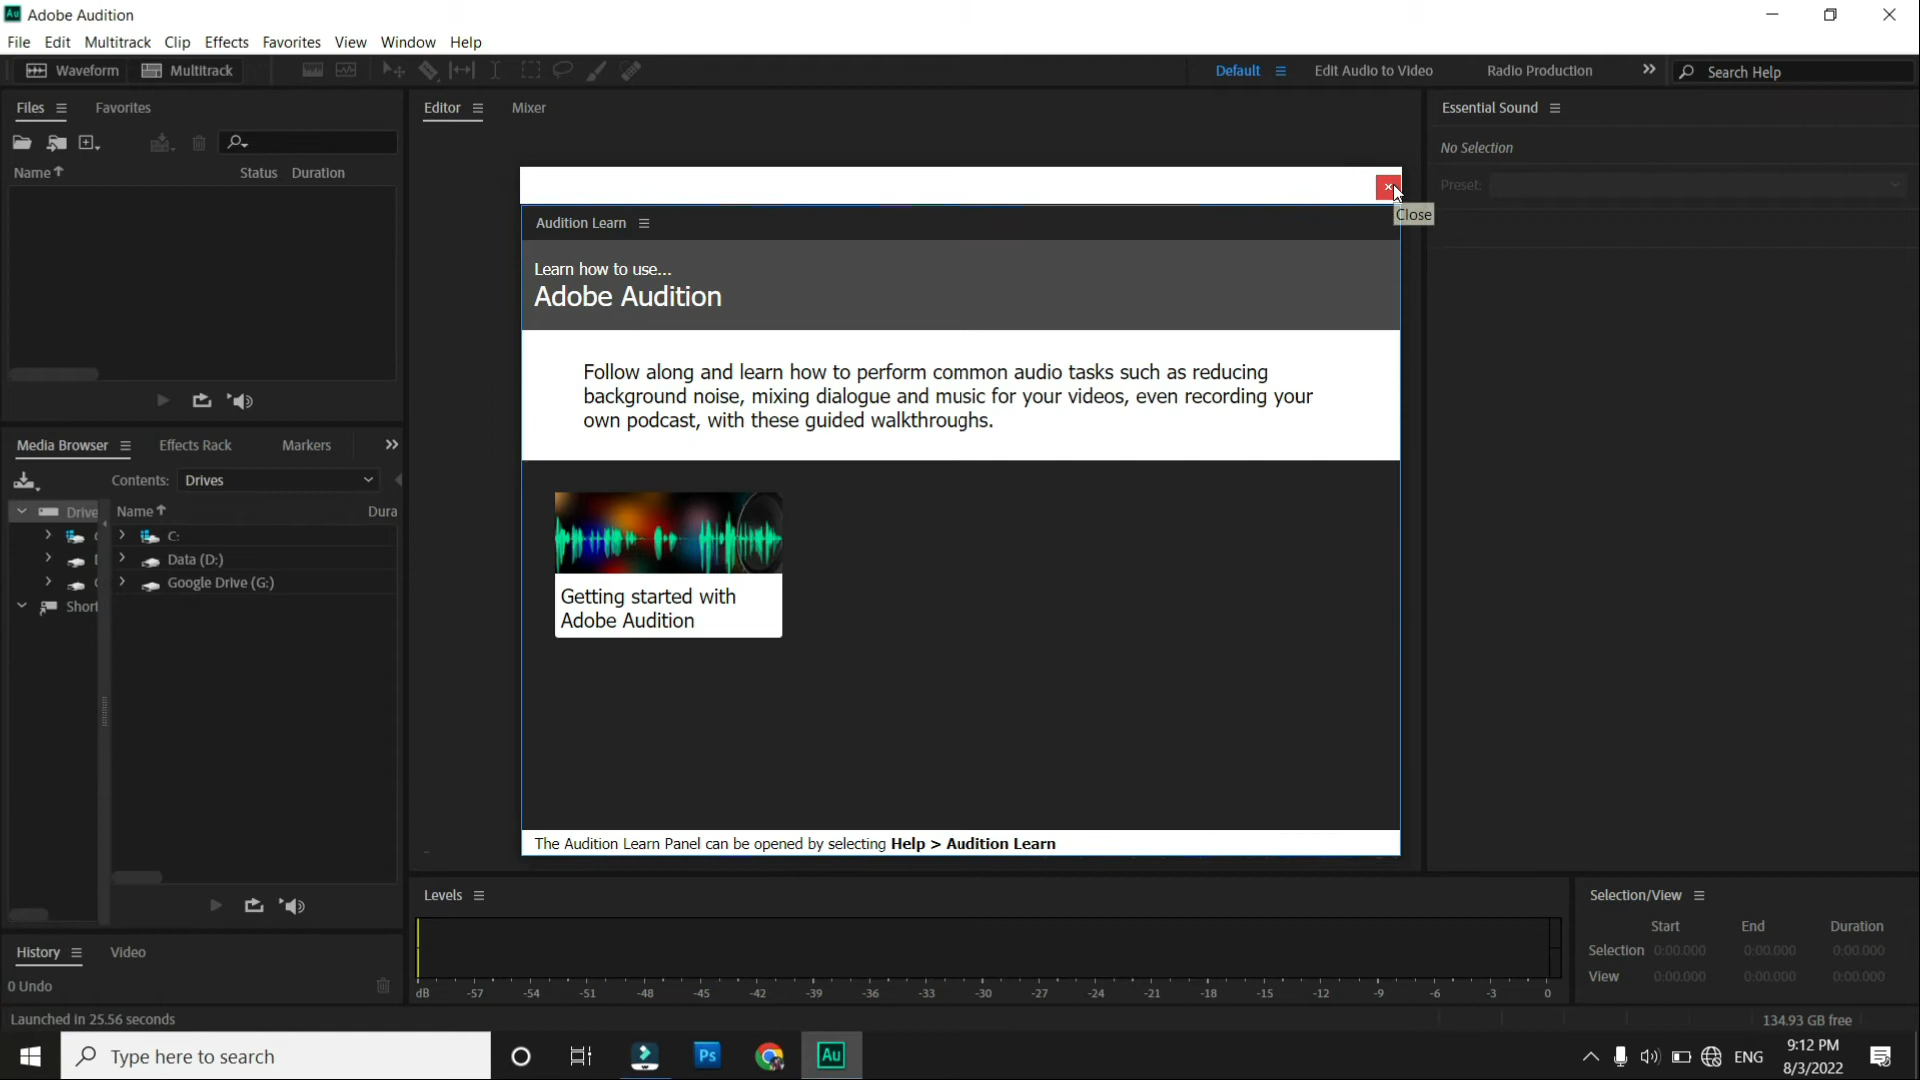 Au Adobe Audition
File Edit Multitrack Clip Effects Favorites View Window Help
Waveform Multitrack Default Edit Audio to Video Radio Production Search Help
Files Favorites Editor Mixer Essential Sound
No Selection
Name Status Duration
Preset:
Close
Audition Learn
Learn how to use...
Adobe Audition
Follow along and learn how to perform common audio tasks such as reducing
background noise, mixing dialogue and music for your videos, even recording your
own podcast, with these guided walkthroughs.
Media Browser Effects Rack Markers
Contents: Drives
Drive Name Dura
C:
Data (D:)
Google Drive (G:)
Short
Getting started with
Adobe Audition
The Audition Learn Panel can be opened by selecting Help > Audition Learn
Levels
Selection/View
Start End Duration
Selection 0:00.000 0:00.000 0:00.000
View 0:00.000 0:00.000 0:00.000
History Video
0 Undo
dB -57 -54 -51 -48 -45 -42 -39 -36 -33 -30 -27 -24 -21 -18 -15 -12 -9 -6 -3 0
Launched in 25.56 seconds
134.93 GB free
Type here to search Ps Au ENG
9:12 PM
8/3/2022